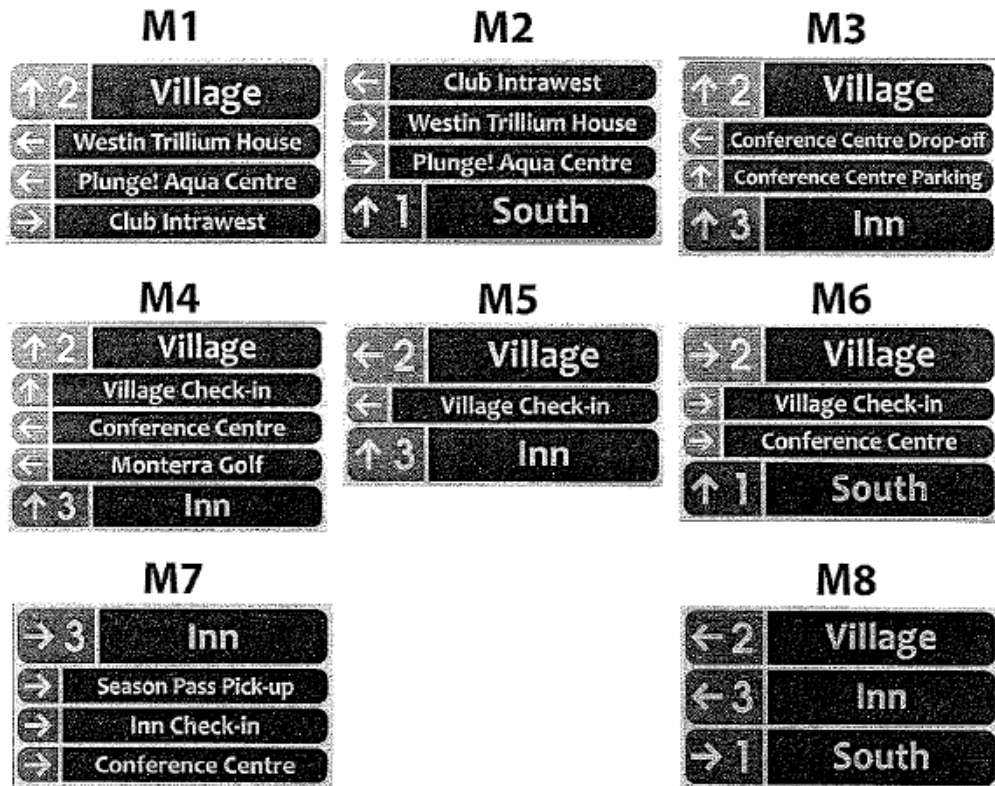 M1
↑ 2 Village
← Westin Trillium House
← Plunge! Aqua Centre
→ Club Intrawest
M2
← Club Intrawest
→ Westin Trillium House
→ Plunge! Aqua Centre
↑ 1 South
M3
↑ 2 Village
← Conference Centre Drop-off
↑ Conference Centre Parking
↑ 3 Inn
M4
↑ 2 Village
↑ Village Check-in
← Conference Centre
← Monterra Golf
↑ 3 Inn
M5
← 2 Village
← Village Check-in
↑ 3 Inn
M6
→ 2 Village
→ Village Check-in
→ Conference Centre
↑ 1 South
M7
→ 3 Inn
→ Season Pass Pick-up
→ Inn Check-in
→ Conference Centre
M8
← 2 Village
← 3 Inn
→ 1 South